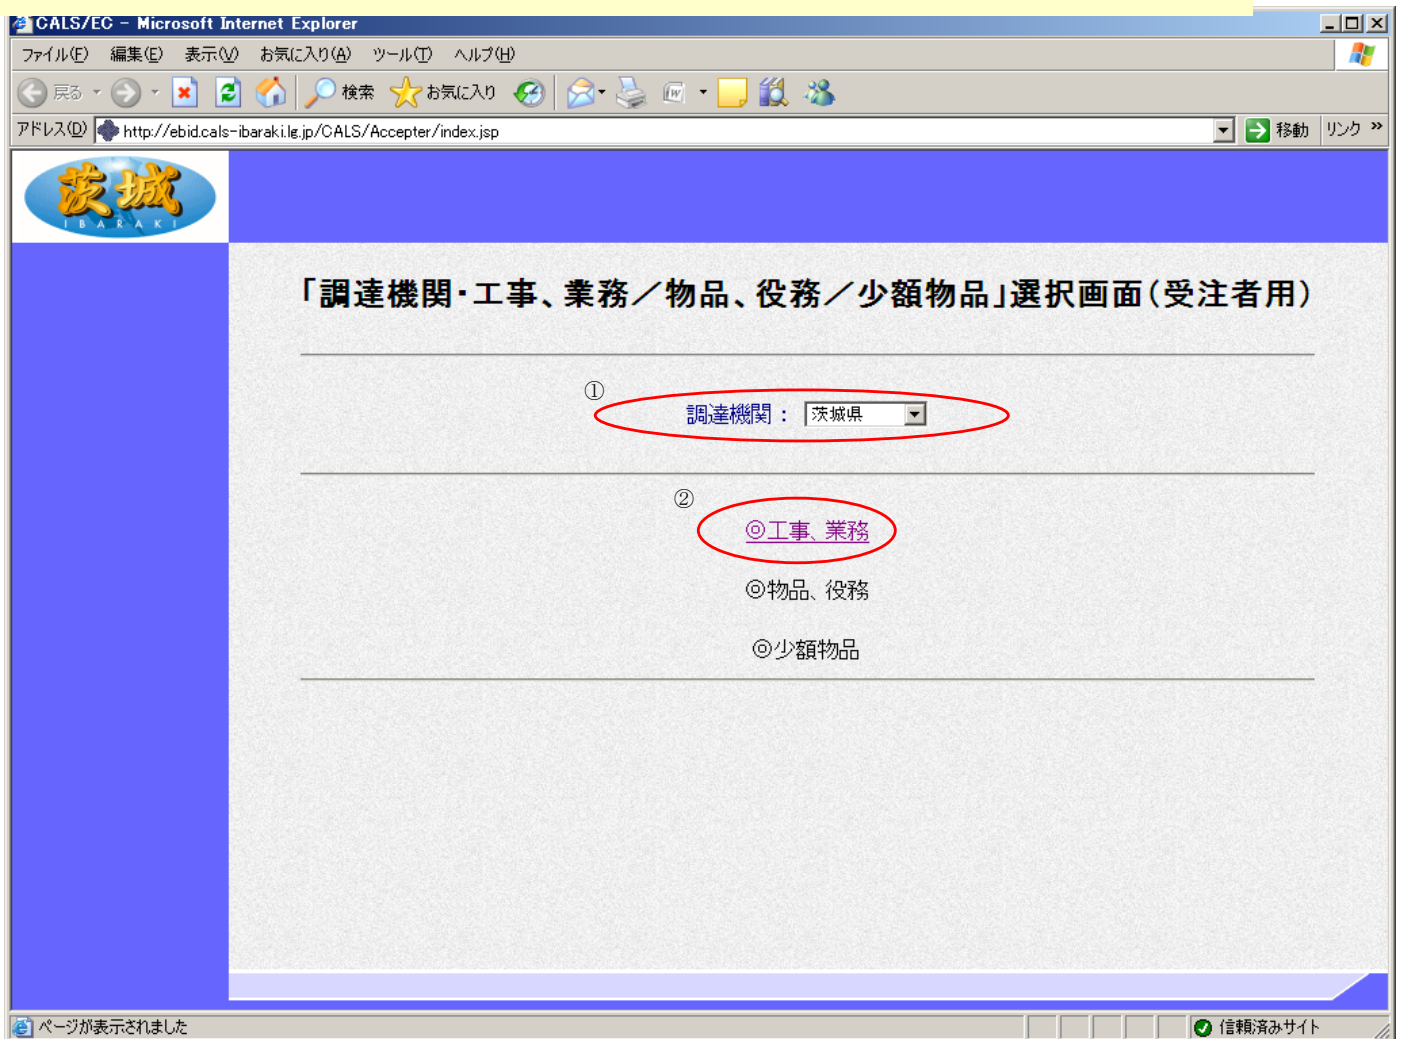 CALS/EC - Microsoft Internet Explorer
ファイル(F) 編集(E) 表示(V) お気に入り(A) ツール(T) ヘルプ(H)
戻る 検索 お気に入り
アドレス(D) http://ebid.cals-ibaraki.lg.jp/CALS/Accepter/index.jsp 移動 リンク »
茨城
IBARAKI
「調達機関・工事、業務／物品、役務／少額物品」選択画面（受注者用）
①
調達機関： 茨城県
②
◎工事、業務
◎物品、役務
◎少額物品
ページが表示されました 信頼済みサイト